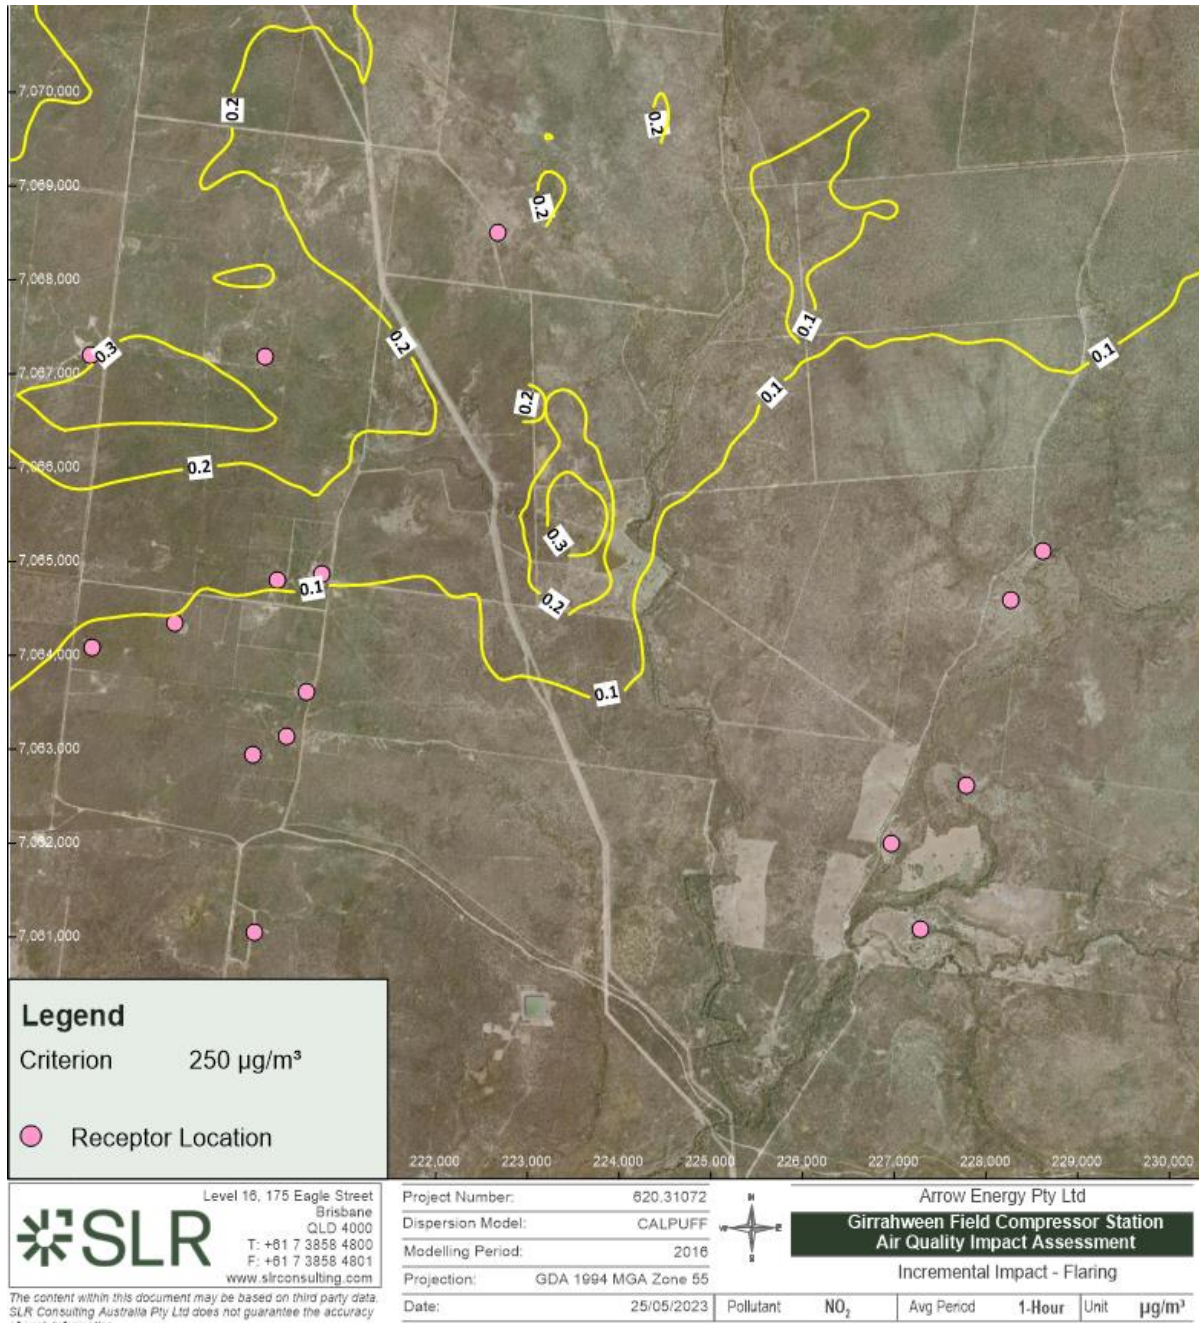 7,070,000
7,069,000
7,068,000
7,067,000
7,066,000
7,065,000
7,064,000
7,063,000
7,062,000
7,061,000
0.2
0.2
0.2
0.2
0.3
0.2
0.2
0.3
0.2
0.1
0.1
0.1
0.1
0.1
222,000 223,000 224,000 225,000 226,000 227,000 228,000 229,000 230,000
Legend
Criterion 250 µg/m³
Receptor Location
SLR
Level 16, 175 Eagle Street
Brisbane
QLD 4000
T: +61 7 3858 4800
F: +61 7 3858 4801
www.slrconsulting.com
The content within this document may be based on third party data.
SLR Consulting Australia Pty Ltd does not guarantee the accuracy
Project Number: 620.31072
Dispersion Model: CALPUFF
Modelling Period: 2016
Projection: GDA 1994 MGA Zone 55
Date: 25/05/2023
N
W E
S
Arrow Energy Pty Ltd
Girrahween Field Compressor Station
Air Quality Impact Assessment
Incremental Impact - Flaring
Pollutant NO₂ Avg Period 1-Hour Unit µg/m³